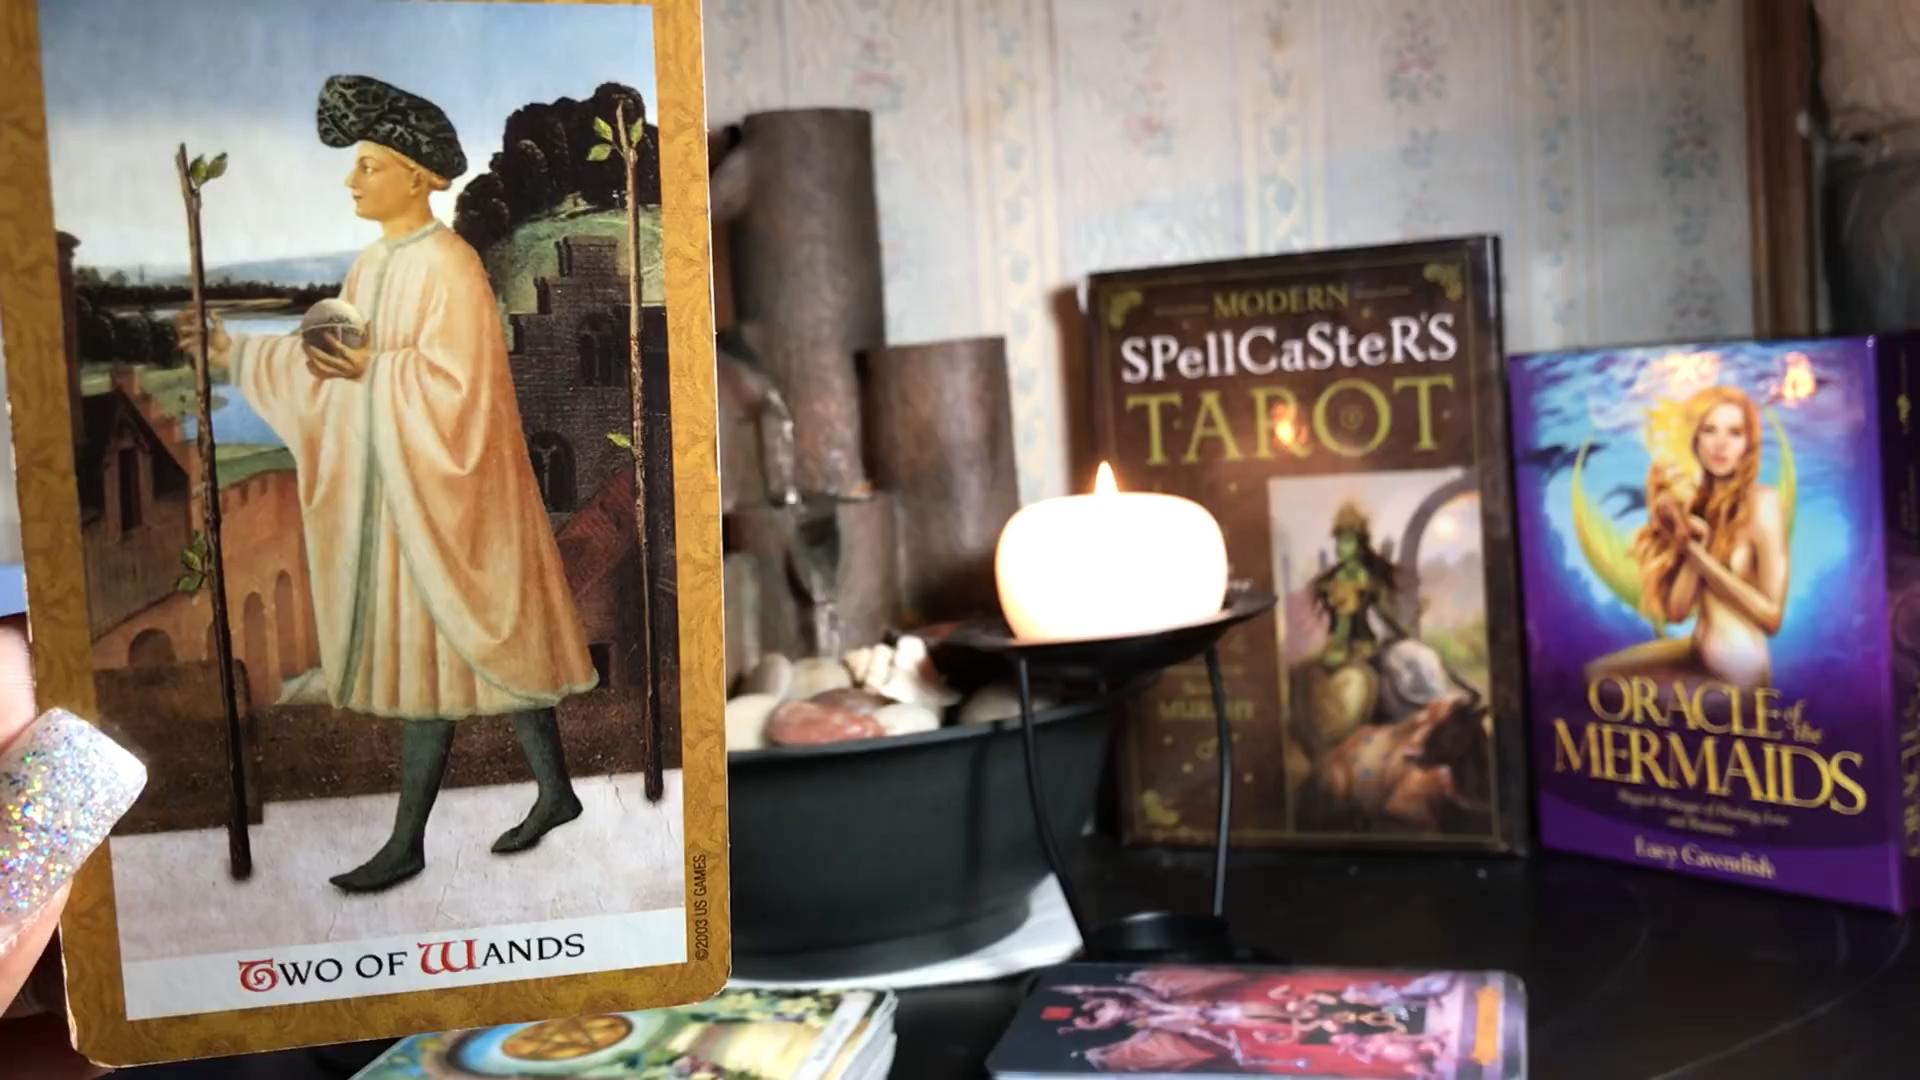 TWO OF WANDS
©2003 US GAMES
MODERN
SPellCaSteR'S
TAROT
ORACLE of the
MERMAIDS
Lucy Cavendish